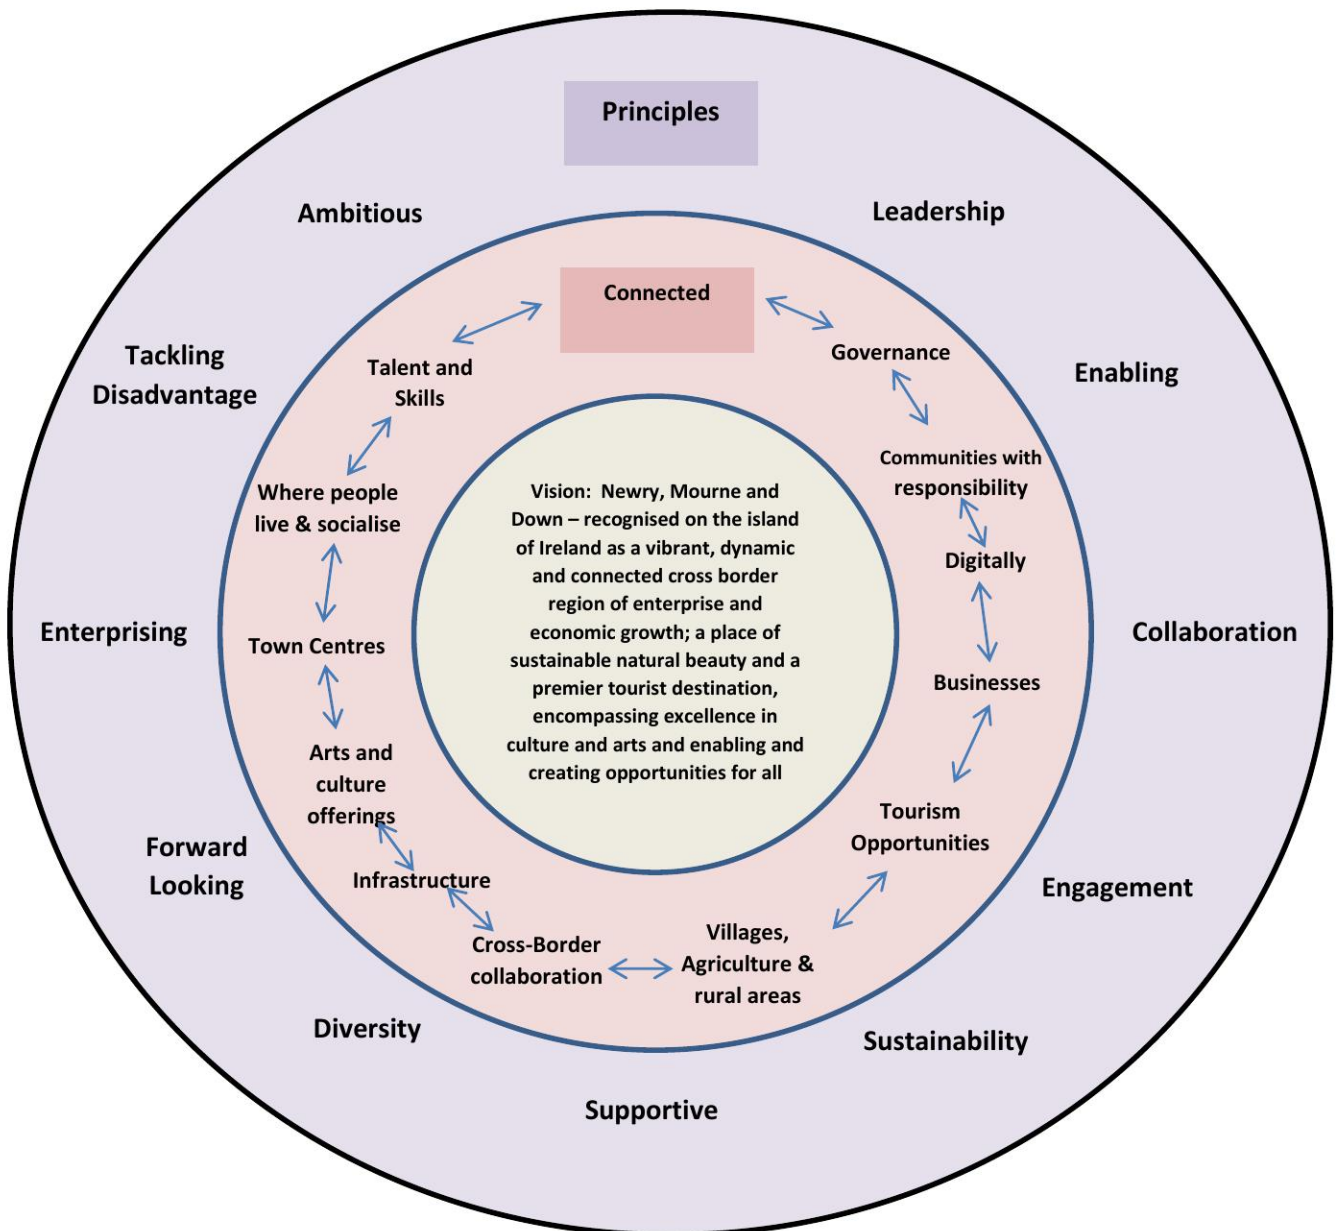 Principles
Ambitious
Leadership
Tackling
Disadvantage
Enabling
Enterprising
Collaboration
Forward
Looking
Engagement
Diversity
Sustainability
Supportive
Connected
Talent and
Skills
Governance
Where people
live & socialise
Communities with
responsibility
Digitally
Town Centres
Businesses
Arts and
culture
offerings
Tourism
Opportunities
Infrastructure
Cross-Border
collaboration
Villages,
Agriculture &
rural areas
Vision:  Newry, Mourne and
Down – recognised on the island
of Ireland as a vibrant, dynamic
and connected cross border
region of enterprise and
economic growth; a place of
sustainable natural beauty and a
premier tourist destination,
encompassing excellence in
culture and arts and enabling and
creating opportunities for all